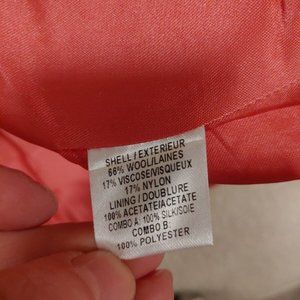 SHELL/EXTERIEUR
66% WOOL/LAINES
17% VISCOSE/VISQUEUX
17% NYLON
LINING / DOUBLURE
100% ACETATE/ACETATE
COMBO A: 100% SILK/SOIE
COMBO B:
100% POLYESTER